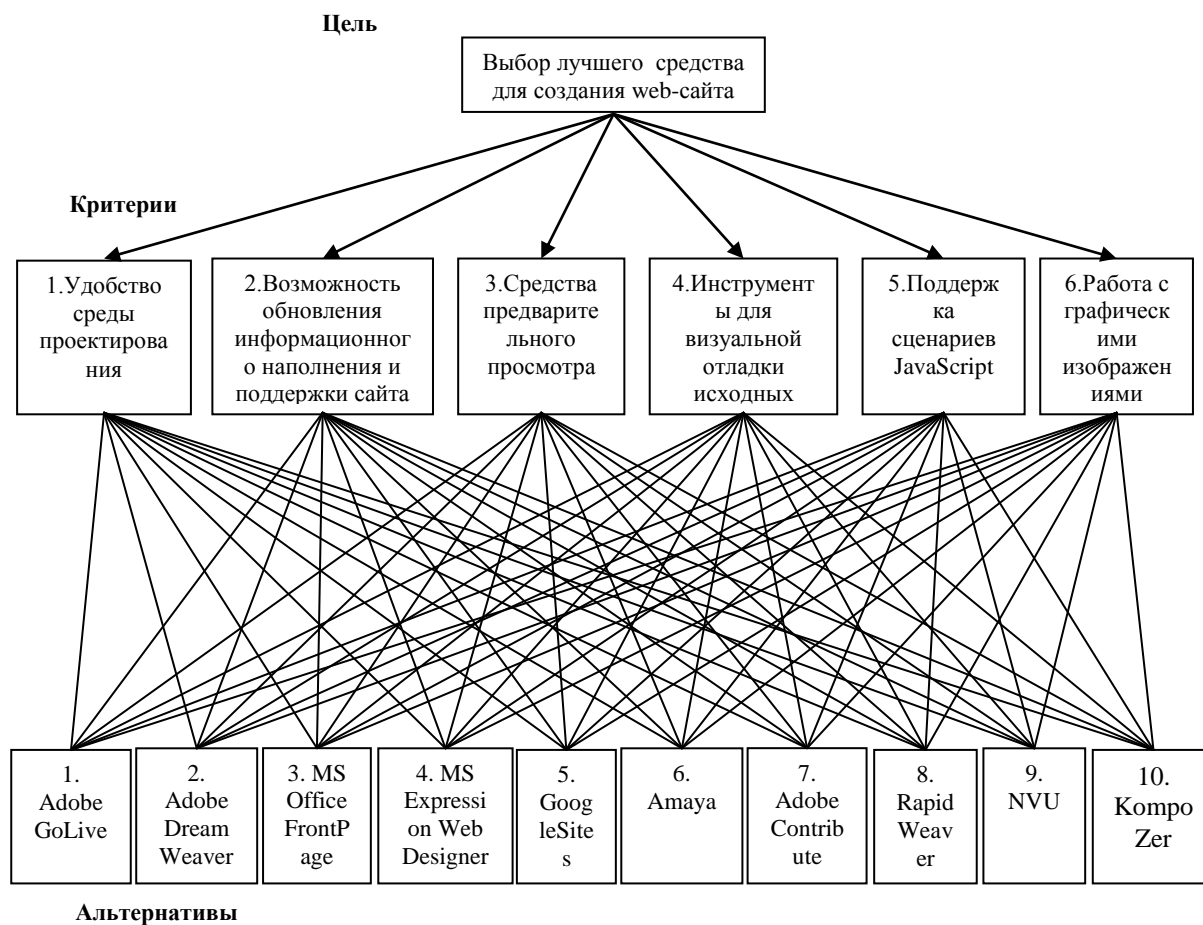 Цель
Выбор лучшего средства
для создания web-сайта
Критерии
1.Удобство
среды
проектирова
ния
2.Возможность
обновления
информационног
о наполнения и
поддержки сайта
3.Средства
предварите
льного
просмотра
4.Инструмент
ы для
визуальной
отладки
исходных
5.Поддерж
ка
сценариев
JavaScript
6.Работа с
графическ
ими
изображен
иями
1.
Adobe
GoLive
2.
Adobe
Dream
Weaver
3. MS
Office
FrontP
age
4. MS
Expressi
on Web
Designer
5.
Goog
leSite
s
6.
Amaya
7.
Adobe
Contrib
ute
8.
Rapid
Weav
er
9.
NVU
10.
Kompo
Zer
Альтернативы